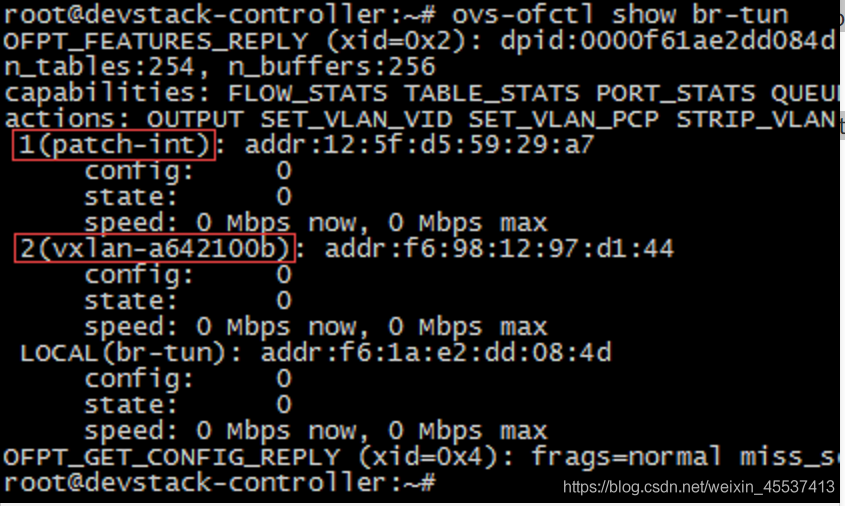 root@devstack-controller:~# ovs-ofctl show br-tun
OFPT_FEATURES_REPLY (xid=0x2): dpid:0000f61ae2dd084d
n_tables:254, n_buffers:256
capabilities: FLOW_STATS TABLE_STATS PORT_STATS
actions: OUTPUT SET_VLAN_VID SET_VLAN_PCP STRIP_VLAN
1(patch-int): addr:12:5f:d5:59:29:a7
config: 0
state: 0
speed: 0 Mbps now, 0 Mbps max
2(vxlan-a642100b): addr:f6:98:12:97:d1:44
config: 0
state: 0
speed: 0 Mbps now, 0 Mbps max
LOCAL(br-tun): addr:f6:1a:e2:dd:08:4d
config: 0
state: 0
speed: 0 Mbps now, 0 Mbps max
OFPT_GET_CONFIG_REPLY (xid=0x4): frags=normal
root@devstack-controller:~#
https://blog.csdn.net/weixin_45537413